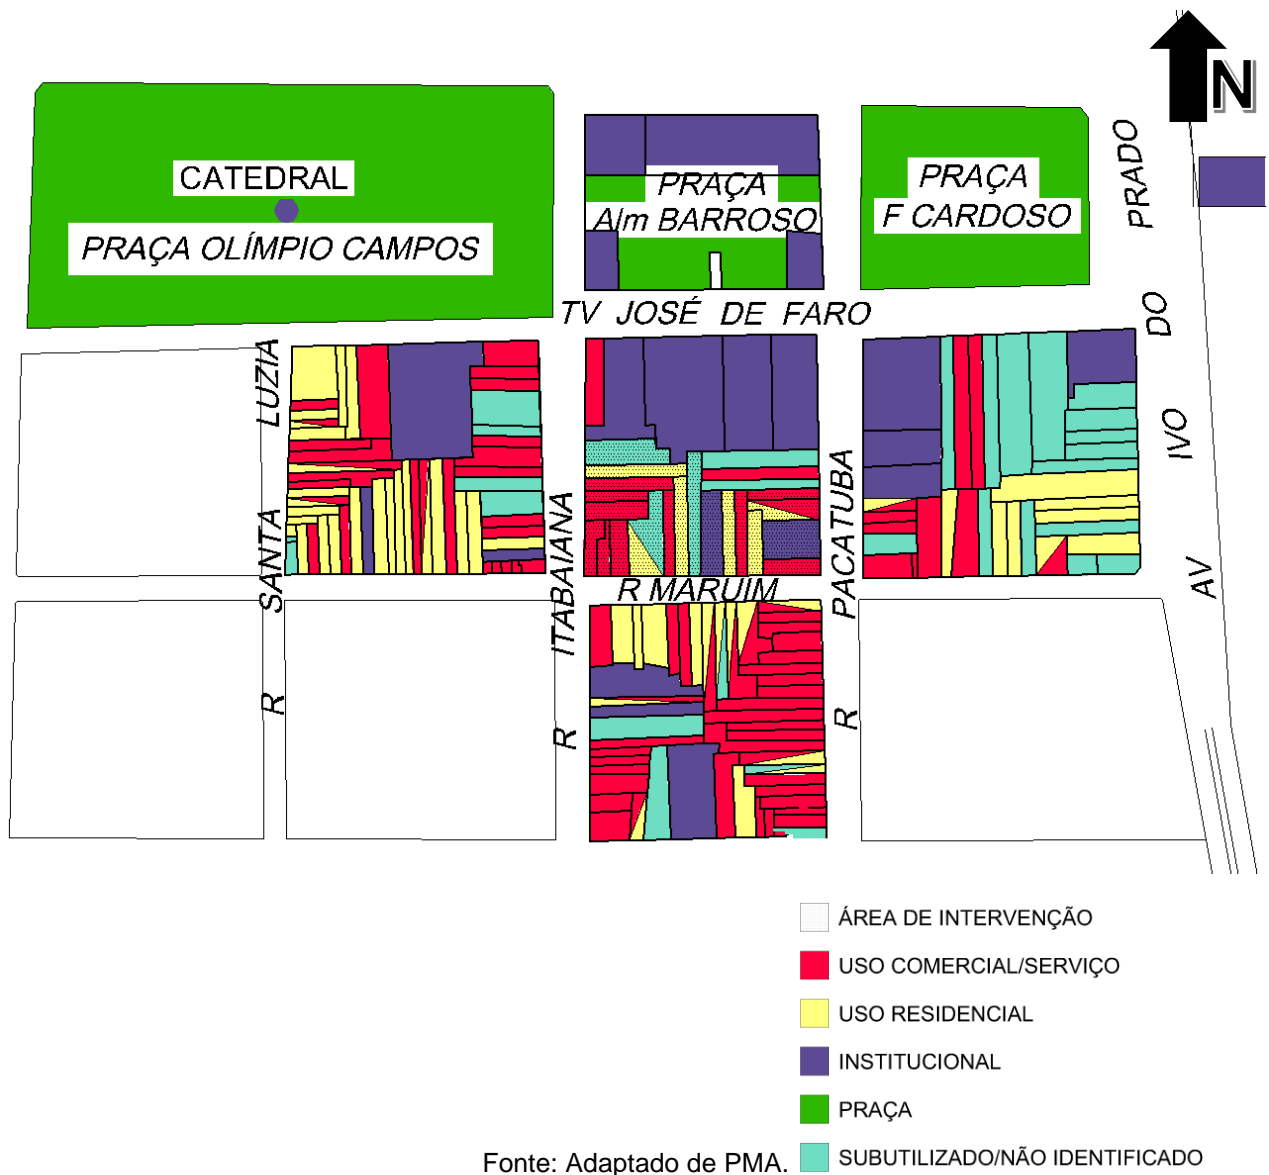 N
CATEDRAL
PRAÇA OLÍMPIO CAMPOS
PRAÇA
Alm BARROSO
PRAÇA
F CARDOSO
TV JOSÉ DE FARO
R SANTA LUZIA
R ITABAIANA
R MARUIM
R PACATUBA
AV IVO DO PRADO
ÁREA DE INTERVENÇÃO
USO COMERCIAL/SERVIÇO
USO RESIDENCIAL
INSTITUCIONAL
PRAÇA
SUBUTILIZADO/NÃO IDENTIFICADO
Fonte: Adaptado de PMA.